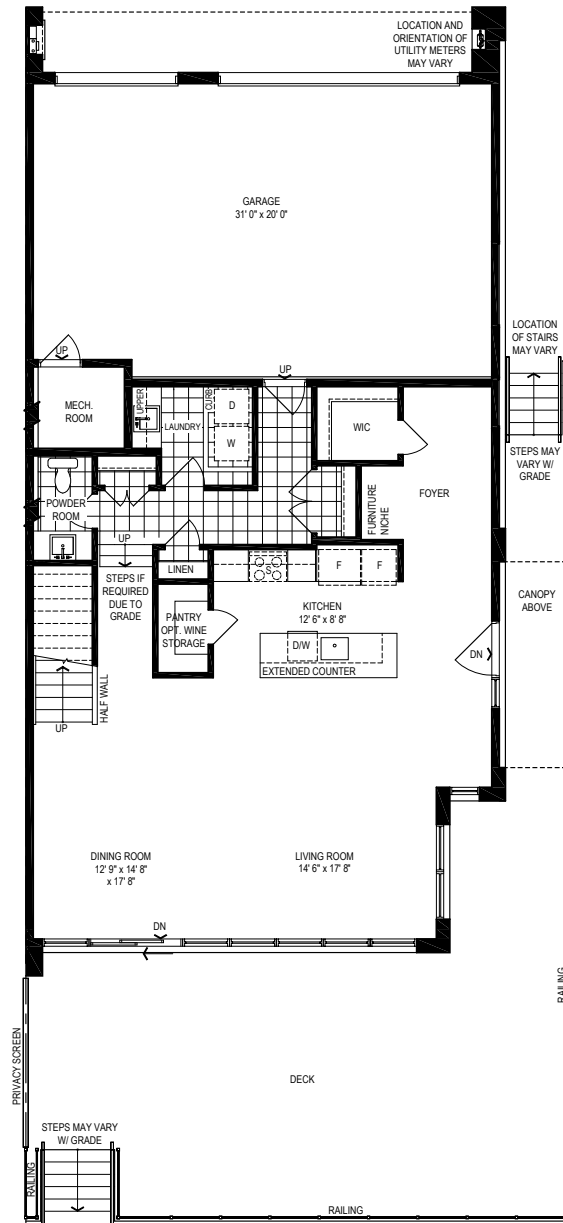 LOCATION AND
ORIENTATION OF
UTILITY METERS
MAY VARY
GARAGE
31' 0" x 20' 0"
LOCATION
OF STAIRS
MAY VARY
UP
UP
MECH.
ROOM
UPPER
LAUNDRY
CURB
D
W
WIC
STEPS MAY
VARY W/
GRADE
FOYER
FURNITURE
NICHE
POWDER
ROOM
UP
LINEN
S
F
F
STEPS IF
REQUIRED
DUE TO
GRADE
PANTRY
OPT. WINE
STORAGE
KITCHEN
12' 6" x 8' 8"
D/W
EXTENDED COUNTER
CANOPY
ABOVE
DN
HALF WALL
UP
DINING ROOM
12' 9" x 14' 8"
x 17' 8"
LIVING ROOM
14' 6" x 17' 8"
DN
RAILING
PRIVACY SCREEN
DECK
STEPS MAY VARY
W/ GRADE
RAILING
RAILING